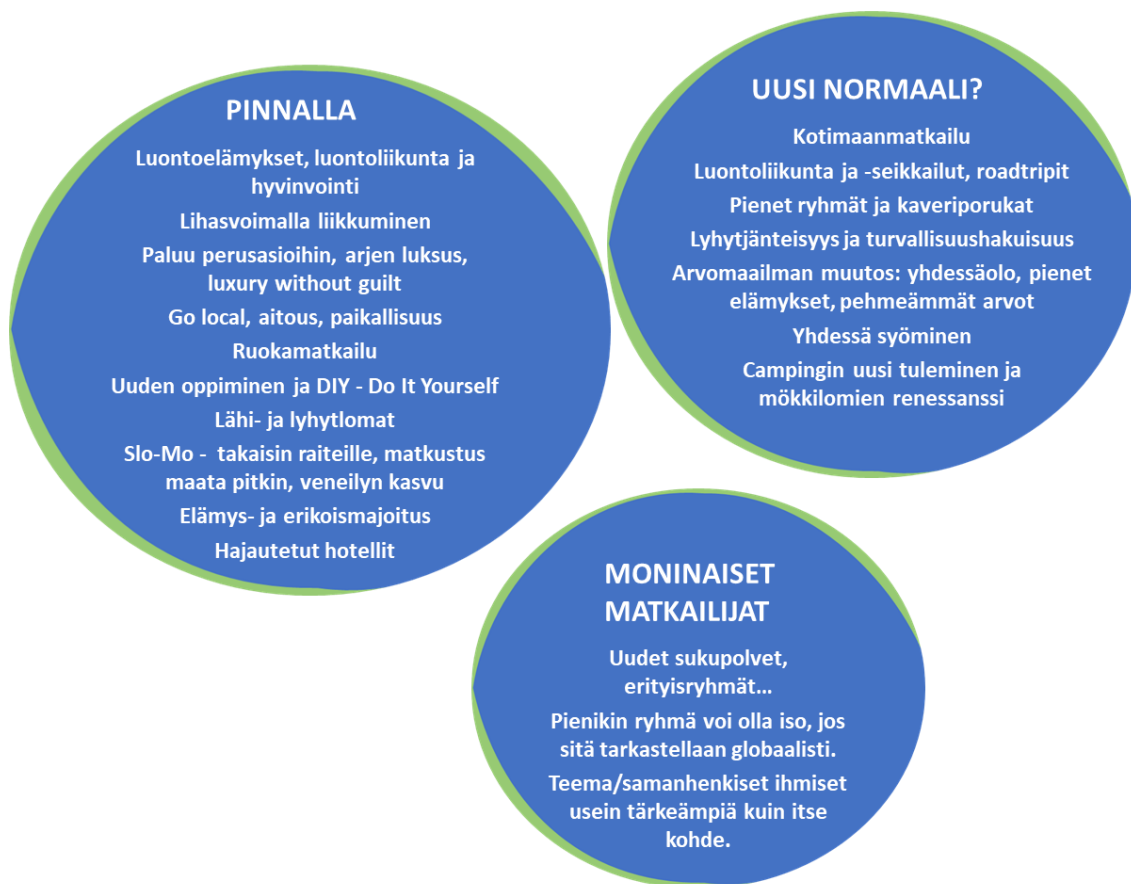 PINNALLA
Luontoelämykset, luontoliikunta ja
hyvinvointi
Lihasvoimalla liikkuminen
Paluu perusasioihin, arjen luksus,
luxury without guilt
Go local, aitous, paikallisuus
Ruokamatkailu
Uuden oppiminen ja DIY - Do It Yourself
Lähi- ja lyhytlomat
Slo-Mo - takaisin raiteille, matkustus
maata pitkin, veneilyn kasvu
Elämys- ja erikoismajoitus
Hajautetut hotellit
UUSI NORMAALI?
Kotimaanmatkailu
Luontoliikunta ja -seikkailut, roadtripit
Pienet ryhmät ja kaveriporukat
Lyhytjänteisyys ja turvallisuushakuisuus
Arvomaailman muutos: yhdessäolo, pienet
elämykset, pehmeämmät arvot
Yhdessä syöminen
Campingin uusi tuleminen ja
mökkilomien renessanssi
MONINAISET
MATKAILIJAT
Uudet sukupolvet,
erityisryhmät…
Pienikin ryhmä voi olla iso, jos
sitä tarkastellaan globaalisti.
Teema/samanhenkiset ihmiset
usein tärkeämpiä kuin itse
kohde.